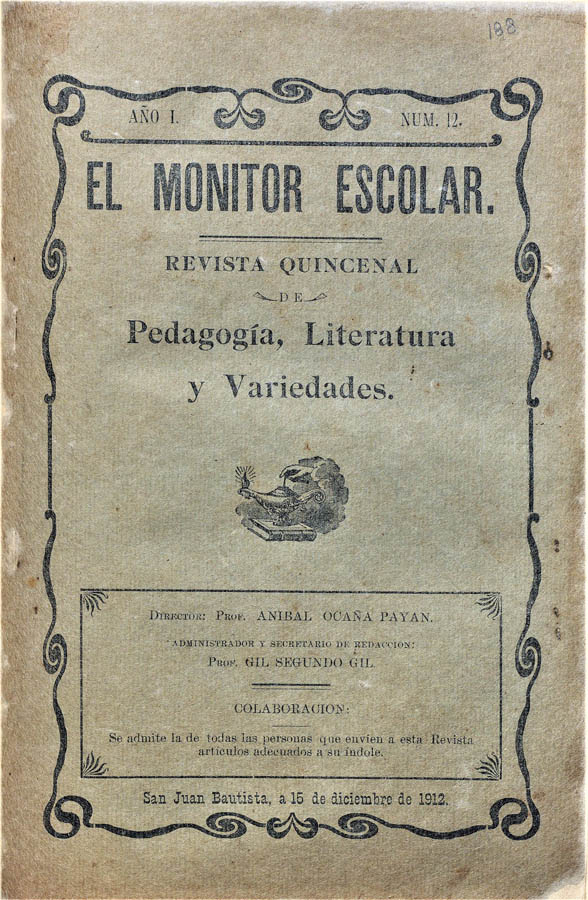 198
AÑO I.
NUM. 12.
EL MONITOR ESCOLAR.
REVISTA QUINCENAL
DE
Pedagogía, Literatura
y Variedades.
DIRECTOR: PROF. ANIBAL OCAÑA PAYAN.
ADMINISTRADOR Y SECRETARIO DE REDACCION:
PROF. GIL SEGUNDO GIL
COLABORACION:
Se admite la de todas las personas que envíen a esta Revista
artículos adecuados a su índole.
San Juan Bautista, a 15 de diciembre de 1912.